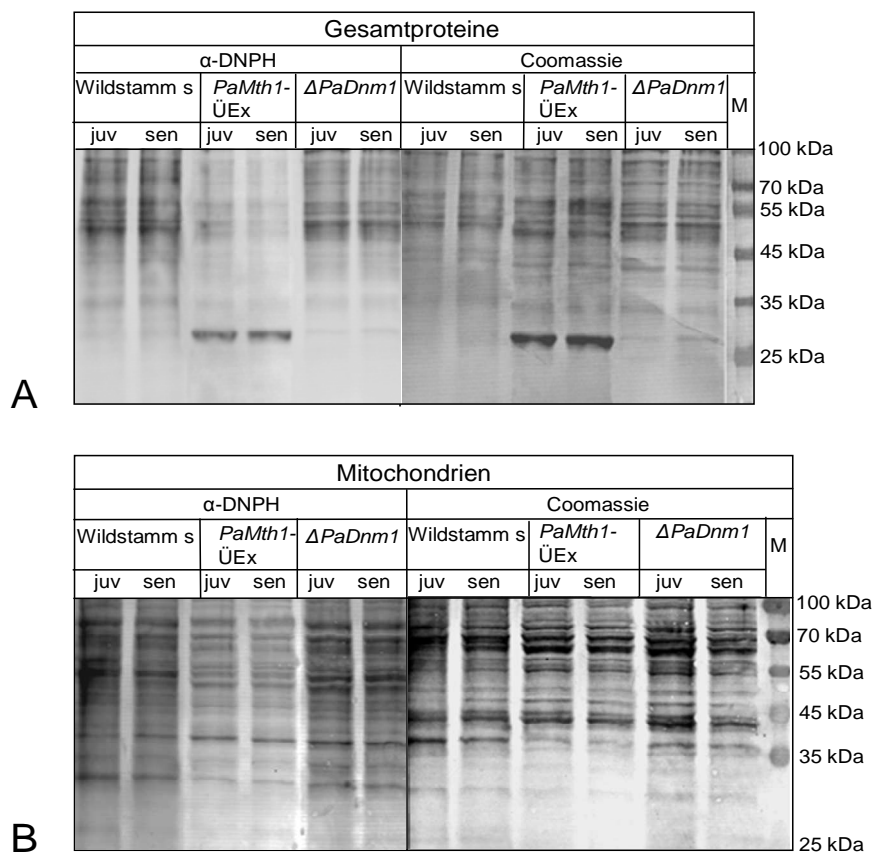 Gesamtproteine
α-DNPH Coomassie
Wildstamm s PaMth1-ÜEx ΔPaDnm1 Wildstamm s PaMth1-ÜEx ΔPaDnm1 M
juv sen juv sen juv sen juv sen juv sen juv sen
100 kDa
70 kDa
55 kDa
45 kDa
35 kDa
25 kDa
A
Mitochondrien
α-DNPH Coomassie
Wildstamm s PaMth1-ÜEx ΔPaDnm1 Wildstamm s PaMth1-ÜEx ΔPaDnm1 M
juv sen juv sen juv sen juv sen juv sen juv sen
100 kDa
70 kDa
55 kDa
45 kDa
35 kDa
25 kDa
B